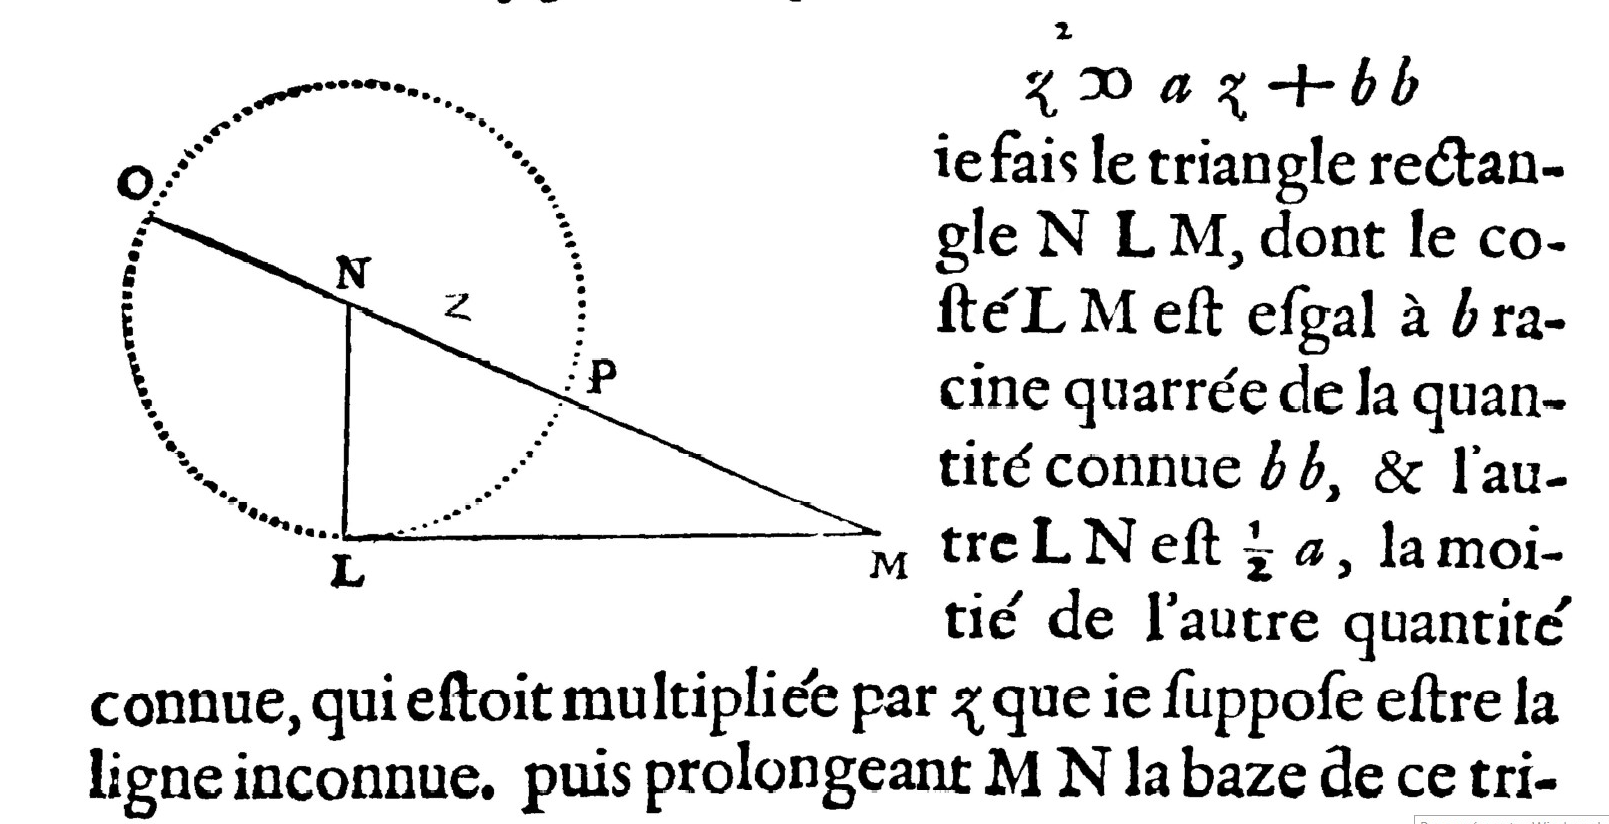 O
N
z
P
L
M
z² ꝏ a z + b b
ie fais le triangle rectan-
gle N L M, dont le co-
ſté L M eſt eſgal à b ra-
cine quarrée de la quan-
tité connue b b, & l'au-
tre L N eſt ½ a, la moi-
tié de l'autre quantité
connue, qui eſtoit multipliée par z que ie ſuppoſe eſtre la
ligne inconnue. puis prolongeant M N la baze de ce tri-